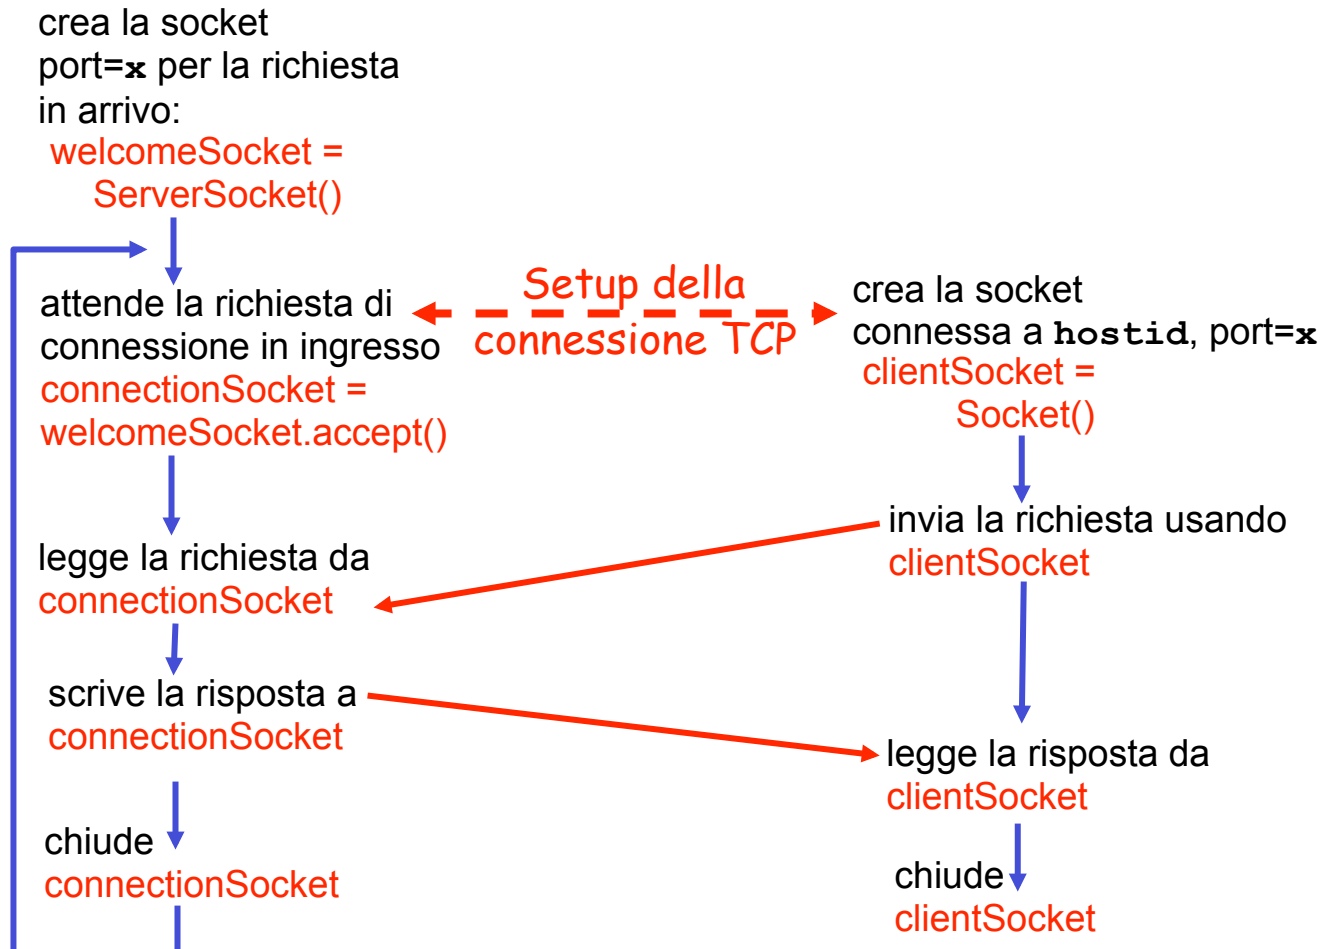 crea la socket
port=x per la richiesta
in arrivo:
welcomeSocket =
ServerSocket()
attende la richiesta di
connessione in ingresso
connectionSocket =
welcomeSocket.accept()
Setup della
connessione TCP
crea la socket
connessa a hostid, port=x
clientSocket =
Socket()
invia la richiesta usando
clientSocket
legge la richiesta da
connectionSocket
scrive la risposta a
connectionSocket
legge la risposta da
clientSocket
chiude
connectionSocket
chiude
clientSocket